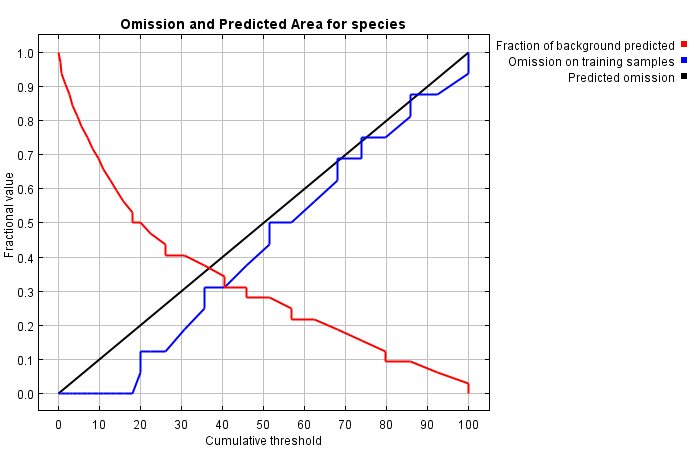 Omission and Predicted Area for species
Fraction of background predicted
Omission on training samples
Predicted omission
Fractional value
1.0
0.9
0.8
0.7
0.6
0.5
0.4
0.3
0.2
0.1
0.0
0 10 20 30 40 50 60 70 80 90 100
Cumulative threshold